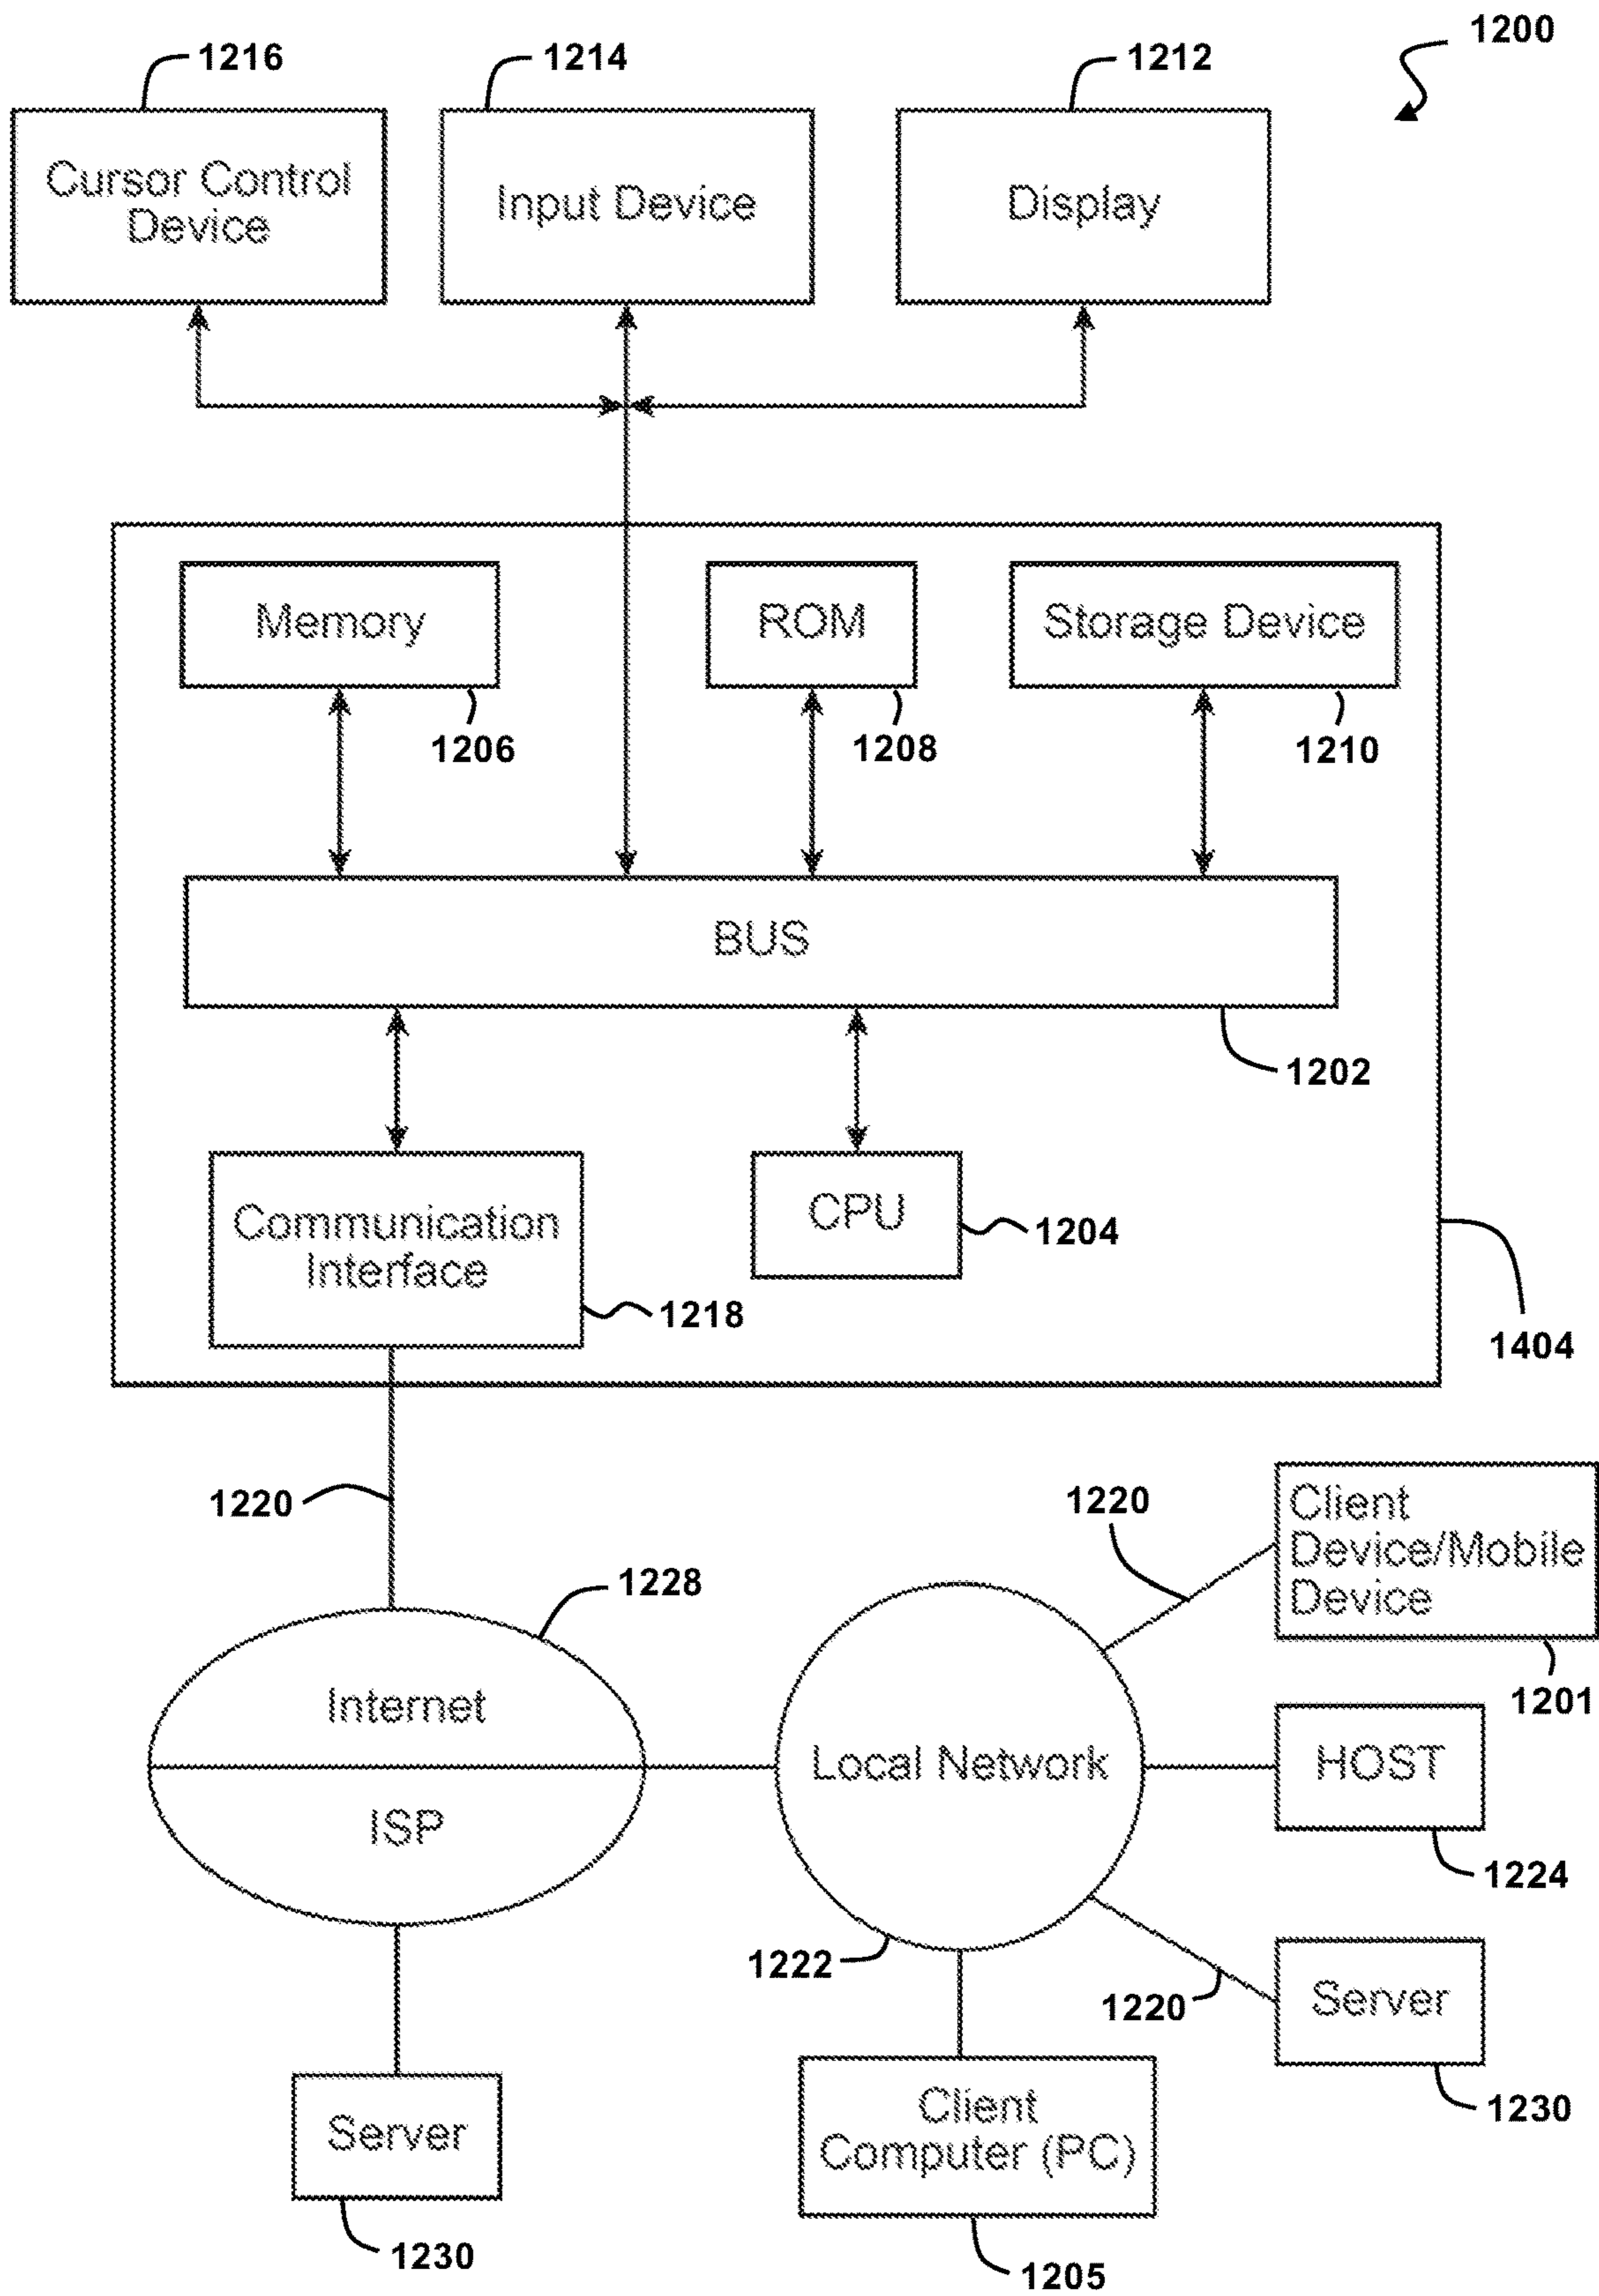 1200
1216
1214
1212
Cursor Control
Device
Input Device
Display
Memory
ROM
Storage Device
1206
1208
1210
BUS
1202
Communication
Interface
CPU
1204
1218
1404
1220
1220
Client
Device/Mobile
Device
1201
1228
Internet
ISP
Local Network
HOST
1224
1222
1220
Server
1230
Server
1230
Client
Computer (PC)
1205